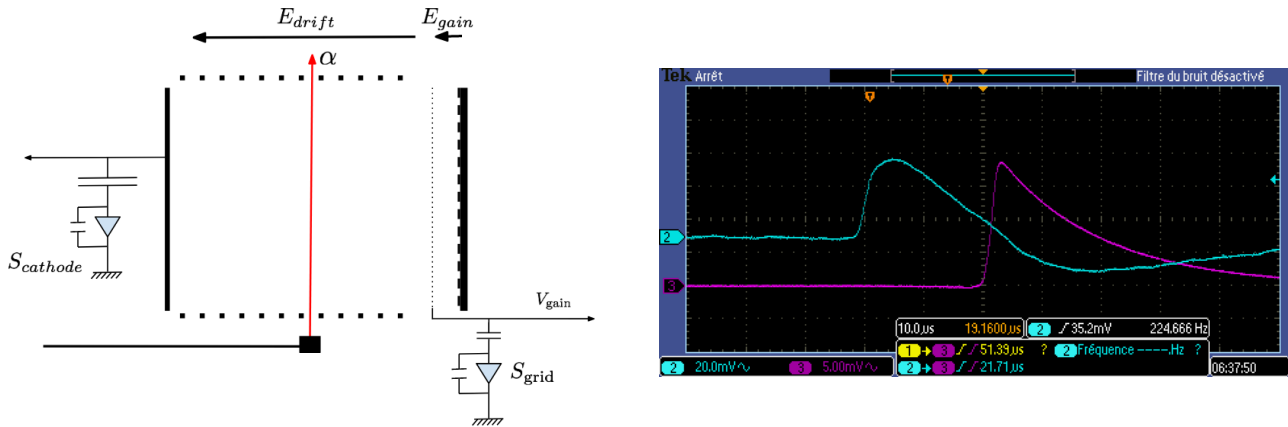 E_drift
E_gain
α
S_cathode
V_gain
S_grid
Tek Arrêt
Filtre du bruit désactivé
T
T
2
3
10.0µs 19.1600µs
2 35.2mV 224.666 Hz
1 → 3 51.39µs ?
2 Fréquence -----.Hz ?
2 → 3 21.71µs
2 20.0mV∿ 3 5.00mV∿
06:37:50